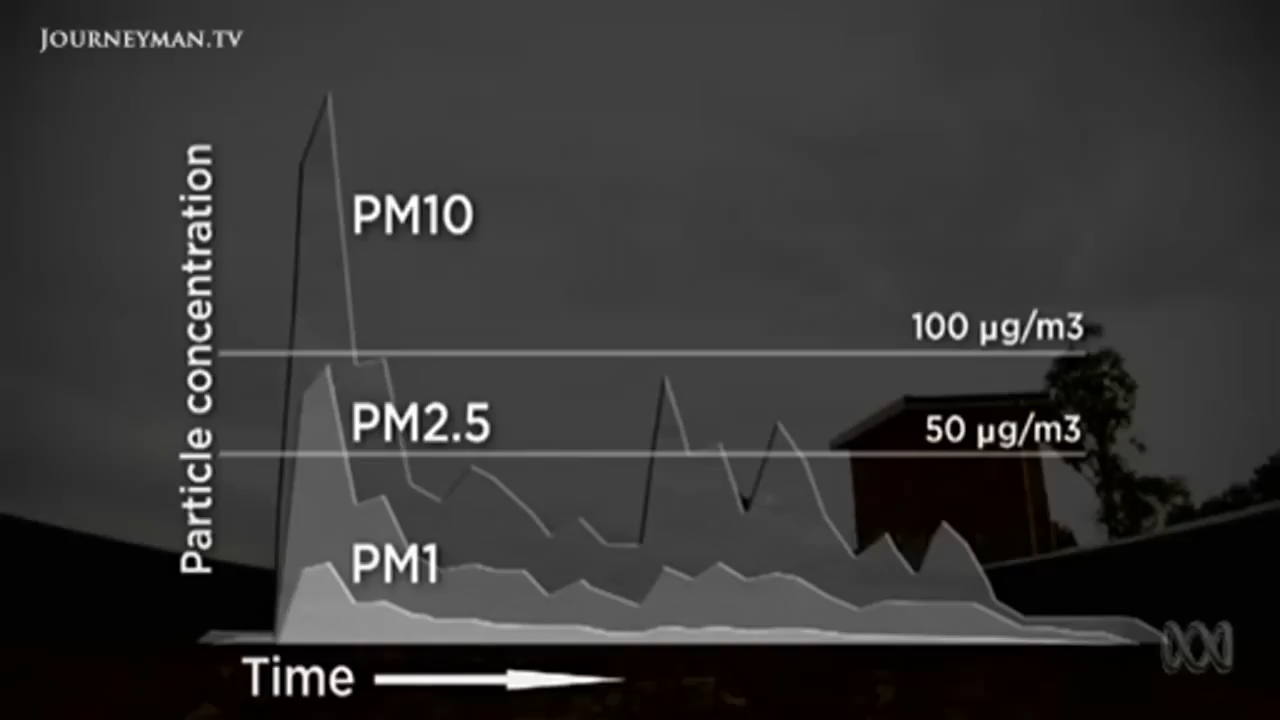 JOURNEYMAN.TV
Particle concentration
PM10
100 µg/m3
PM2.5
50 µg/m3
PM1
Time